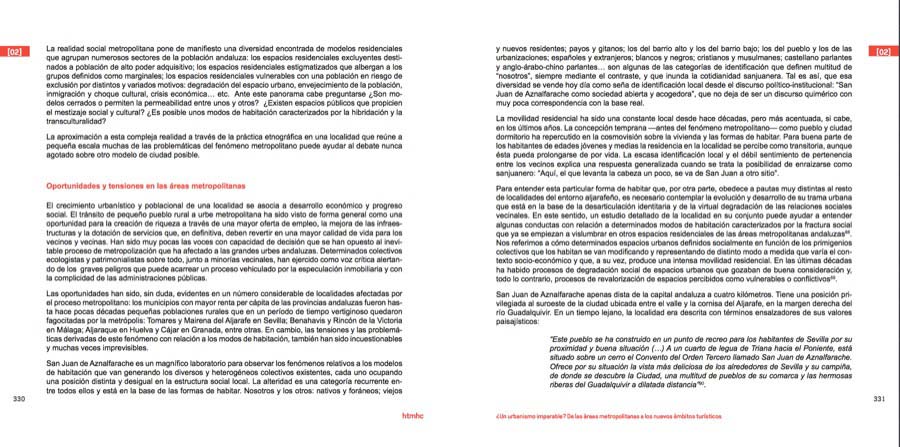 [02]
La realidad social metropolitana pone de manifiesto una diversidad encontrada de modelos residenciales
que agrupan numerosos sectores de la población andaluza: los espacios residenciales excluyentes desti-
nados a población de alto poder adquisitivo; los espacios residenciales estigmatizados que albergan a los
grupos definidos como marginales; los espacios residenciales vulnerables con una población en riesgo de
exclusión por distintos y variados motivos: degradación del espacio urbano, envejecimiento de la población,
inmigración y choque cultural, crisis económica… etc. Ante este panorama cabe preguntarse ¿Son mo-
delos cerrados o permiten la permeabilidad entre unos y otros? ¿Existen espacios públicos que propicien
el mestizaje social y cultural? ¿Es posible unos modos de habitación caracterizados por la hibridación y la
transculturalidad?
La aproximación a esta compleja realidad a través de la práctica etnográfica en una localidad que reúne a
pequeña escala muchas de las problemáticas del fenómeno metropolitano puede ayudar al debate nunca
agotado sobre otro modelo de ciudad posible.
Oportunidades y tensiones en las áreas metropolitanas
El crecimiento urbanístico y poblacional de una localidad se asocia a desarrollo económico y progreso
social. El tránsito de pequeño pueblo rural a urbe metropolitana ha sido visto de forma general como una
oportunidad para la creación de riqueza a través de una mayor oferta de empleo, la mejora de las infraes-
tructuras y la dotación de servicios que, en definitiva, deben revertir en una mayor calidad de vida para los
vecinos y vecinas. Han sido muy pocas las voces con capacidad de decisión que se han opuesto al inevi-
table proceso de metropolización que ha afectado a las grandes urbes andaluzas. Determinados colectivos
ecologistas y patrimonialistas sobre todo, junto a minorías vecinales, han ejercido como voz crítica alertan-
do de los graves peligros que puede acarrear un proceso vehiculado por la especulación inmobiliaria y con
la complicidad de las administraciones públicas.
Las oportunidades han sido, sin duda, evidentes en un número considerable de localidades afectadas por
el proceso metropolitano: los municipios con mayor renta per cápita de las provincias andaluzas fueron has-
ta hace pocas décadas pequeñas poblaciones rurales que en un período de tiempo vertiginoso quedaron
fagocitadas por la metrópolis: Tomares y Mairena del Aljarafe en Sevilla; Benahavis y Rincón de la Victoria
en Málaga; Aljaraque en Huelva y Cájar en Granada, entre otras. En cambio, las tensiones y las problemá-
ticas derivadas de este fenómeno con relación a los modos de habitación, también han sido incuestionables
y muchas veces imprevisibles.
San Juan de Aznalfarache es un magnífico laboratorio para observar los fenómenos relativos a los modelos
de habitación que van generando los diversos y heterogéneos colectivos existentes, cada uno ocupando
una posición distinta y desigual en la estructura social local. La alteridad es una categoría recurrente en-
tre todos ellos y está en la base de las formas de habitar. Nosotros y los otros: nativos y foráneos; viejos
330
htmhc
[02]
y nuevos residentes; payos y gitanos; los del barrio alto y los del barrio bajo; los del pueblo y los de las
urbanizaciones; españoles y extranjeros; blancos y negros; cristianos y musulmanes; castellano parlantes
y anglo-árabo-chino parlantes… son algunas de las categorías de identificación que definen multitud de
"nosotros", siempre mediante el contraste, y que inunda la cotidianidad sanjuanera. Tal es así, que esa
diversidad se vende hoy día como seña de identificación local desde el discurso político-institucional: "San
Juan de Aznalfarache como sociedad abierta y acogedora", que no deja de ser un discurso quimérico con
muy poca correspondencia con la base real.
La movilidad residencial ha sido una constante local desde hace décadas, pero más acentuada, si cabe,
en los últimos años. La concepción temprana —antes del fenómeno metropolitano— como pueblo y ciudad
dormitorio ha repercutido en la cosmovisión sobre la vivienda y las formas de habitar. Para buena parte de
los habitantes de edades jóvenes y medias la residencia en la localidad se percibe como transitoria, aunque
ésta pueda prolongarse de por vida. La escasa identificación local y el débil sentimiento de pertenencia
entre los vecinos explica una respuesta generalizada cuando se trata la posibilidad de enraizarse como
sanjuanero: "Aquí, el que levanta la cabeza un poco, se va de San Juan a otro sitio".
Para entender esta particular forma de habitar que, por otra parte, obedece a pautas muy distintas al resto
de localidades del entorno aljarafeño, es necesario contemplar la evolución y desarrollo de su trama urbana
que está en la base de la desarticulación identitaria y de la virtual degradación de las relaciones sociales
vecinales. En este sentido, un estudio detallado de la localidad en su conjunto puede ayudar a entender
algunas conductas con relación a determinados modos de habitación caracterizados por la fractura social
que ya se empiezan a vislumbrar en otros espacios residenciales de las áreas metropolitanas andaluzas
Nos referimos a cómo determinados espacios urbanos definidos socialmente en función de los primigenios
colectivos que los habitan se van modificando y representando de distinto modo a medida que varía el con-
texto socio-económico y que, a su vez, produce una intensa movilidad residencial. En las últimas décadas
ha habido procesos de degradación social de espacios urbanos que gozaban de buena consideración y,
todo lo contrario, procesos de revalorización de espacios percibidos como vulnerables o conflictivos
San Juan de Aznalfarache apenas dista de la capital andaluza a cuatro kilómetros. Tiene una posición pri-
vilegiada al suroeste de la ciudad ubicada entre el valle y la cornisa del Aljarafe, en la margen derecha del
río Guadalquivir. En un tiempo lejano, la localidad era descrita con términos ensalzadores de sus valores
paisajísticos:
"Este pueblo se ha construido en un punto de recreo para los habitantes de Sevilla por su
proximidad y buena situación (…) A un cuarto de legua de Triana hacia el Poniente, está
situado sobre un cerro el Convento del Orden Tercero llamado San Juan de Aznalfarache.
Ofrece por su situación la vista más deliciosa de los alrededores de Sevilla y su campiña,
de donde se descubre la Ciudad, una multitud de pueblos de su comarca y las hermosas
riberas del Guadalquivir a dilatada distancia"
331
¿Un urbanismo imparable? De las áreas metropolitanas a los nuevos ámbitos turísticos